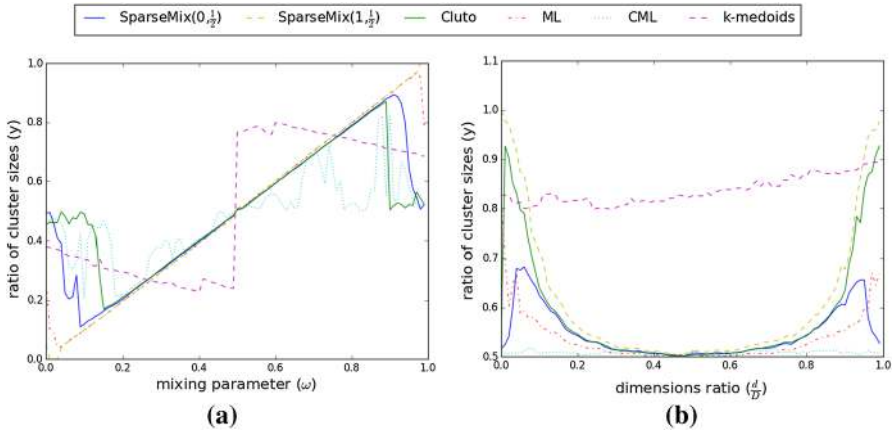 SparseMix(0,1/2) SparseMix(1,1/2) Cluto ML CML k-medoids
ratio of cluster sizes (y)
1.0
0.8
0.6
0.4
0.2
0.0
0.0 0.2 0.4 0.6 0.8 1.0
mixing parameter (ω)
(a)
ratio of cluster sizes (y)
1.1
1.0
0.9
0.8
0.7
0.6
0.5
0.0 0.2 0.4 0.6 0.8 1.0
dimensions ratio (d/D)
(b)